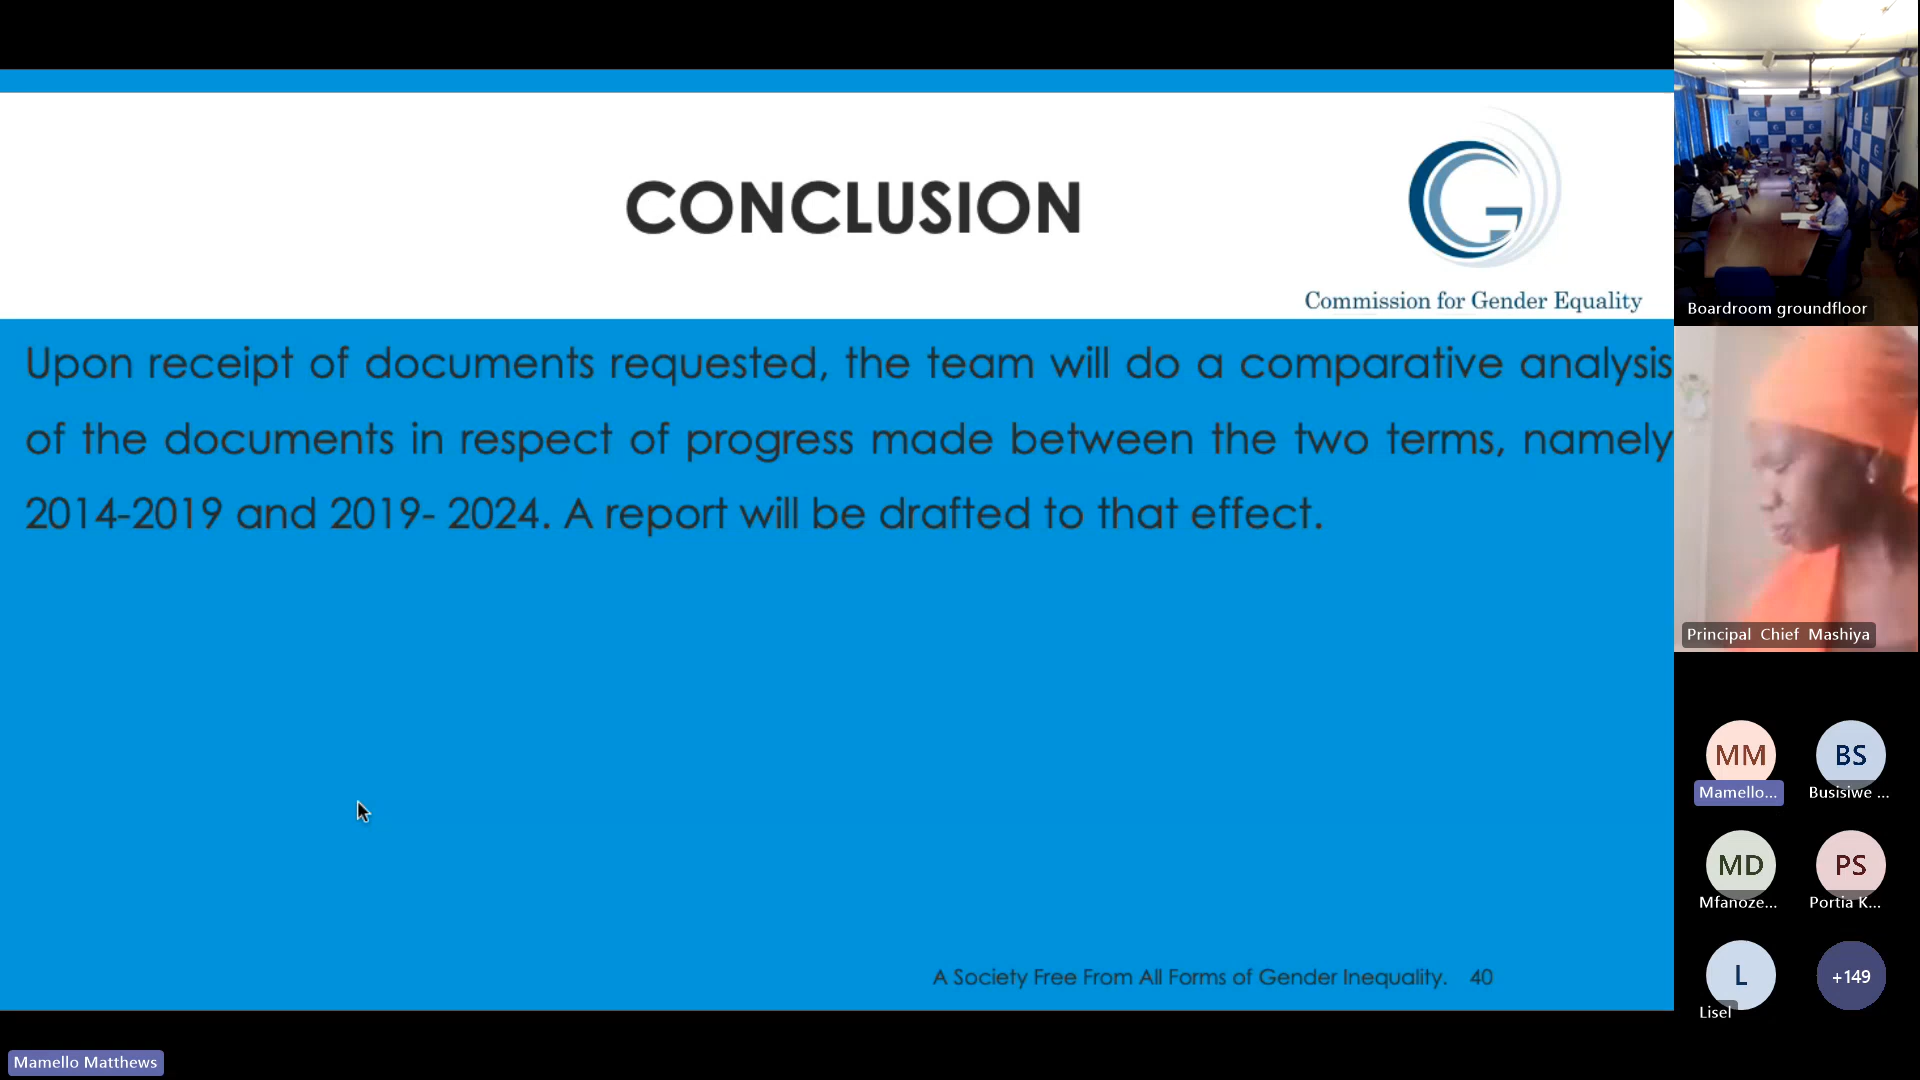 CONCLUSION
Commission for Gender Equality
Upon receipt of documents requested, the team will do a comparative analysis
of the documents in respect of progress made between the two terms, namely
2014-2019 and 2019- 2024. A report will be drafted to that effect.
A Society Free From All Forms of Gender Inequality. 40
Boardroom groundfloor
Principal Chief Mashiya
MM
BS
Mamello...
Busisiwe ...
MD
PS
Mfanoze...
Portia K...
L
+149
Lisel
Mamello Matthews